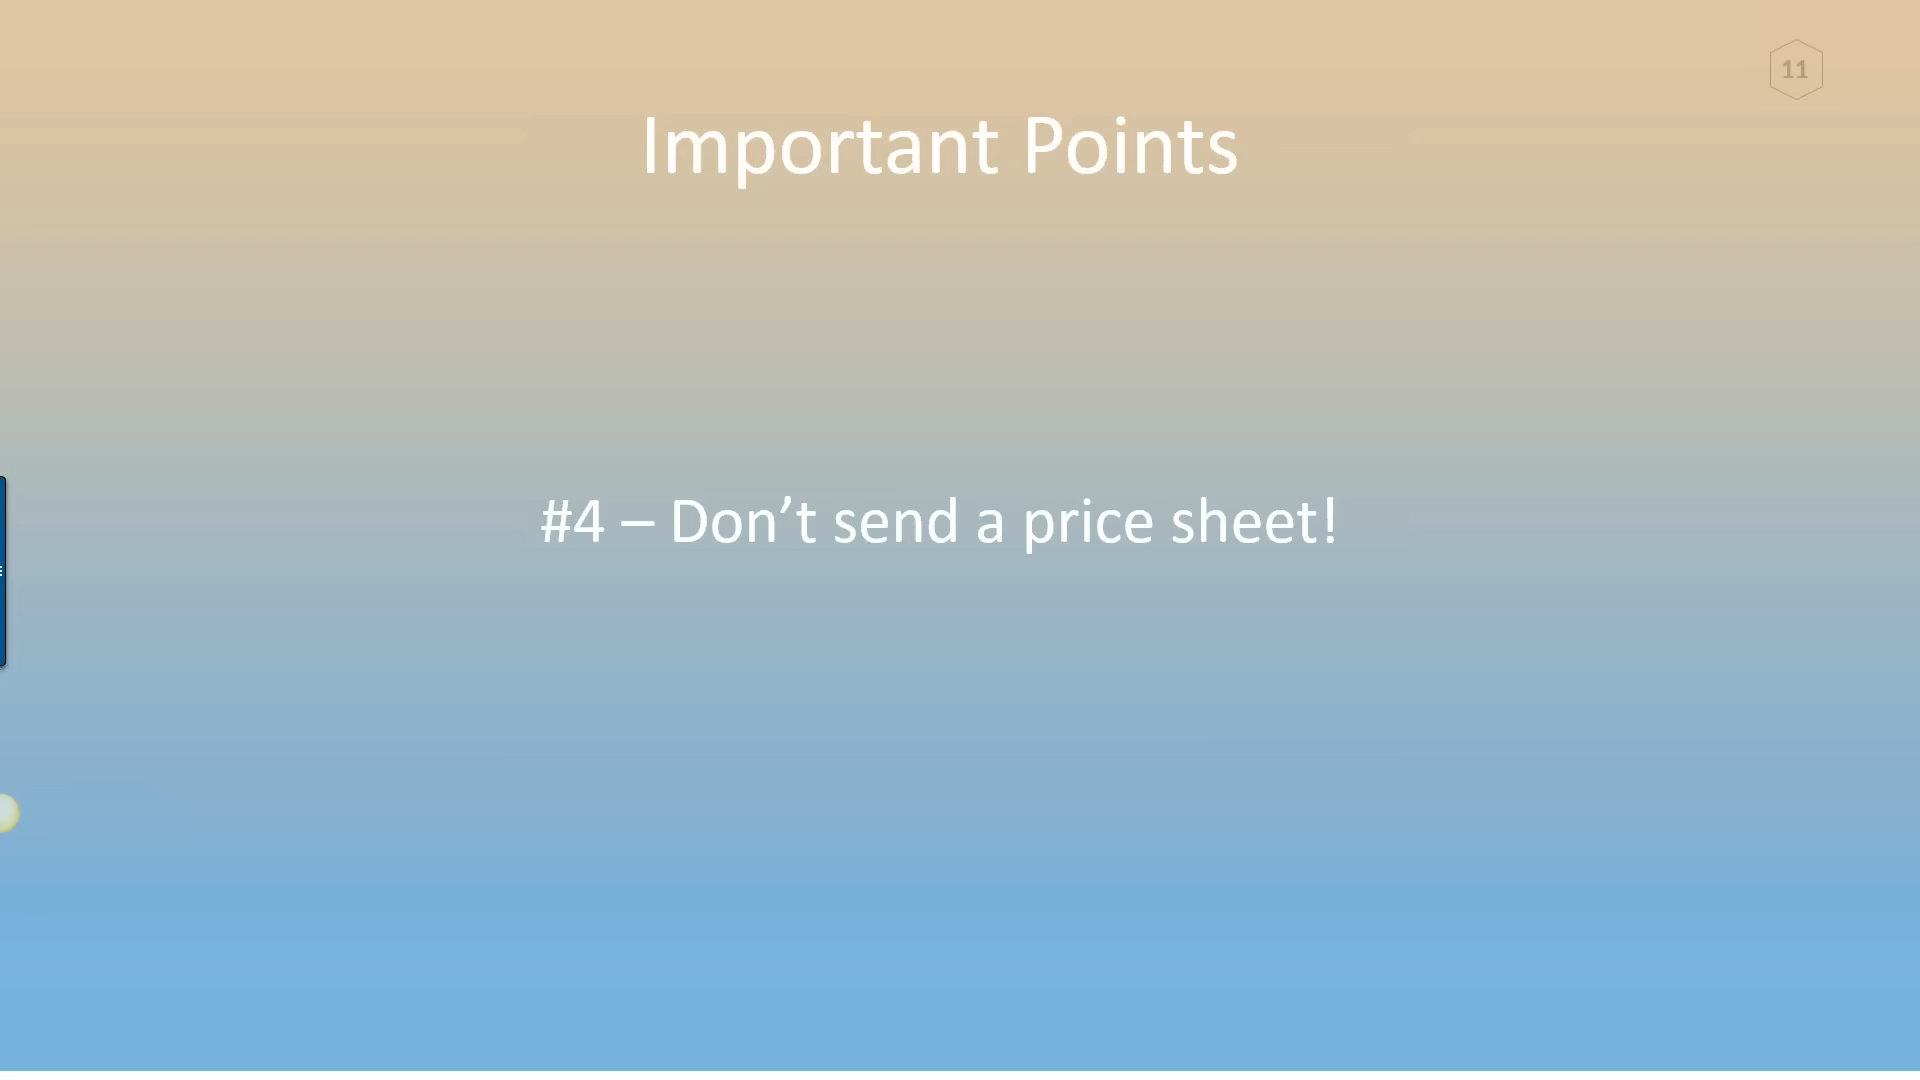 11
Important Points
#4 – Don’t send a price sheet!